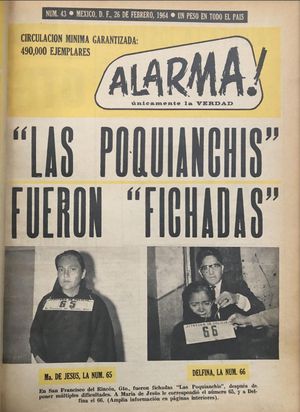 NUM. 43 • MEXICO, D. F., 26 DE FEBRERO, 1964 • UN PESO EN TODO EL PAIS
CIRCULACION MINIMA GARANTIZADA:
490,000 EJEMPLARES
ALARMA!
únicamente la VERDAD
"LAS POQUIANCHIS"
FUERON "FICHADAS"
65
66
Ma. DE JESUS, LA NUM. 65
DELFINA, LA NUM. 66
En San Francisco del Rincón, Gto., fueron fichadas "Las Poquianchis", después de
poner múltiples dificultades. A María de Jesús le correspondió el número 65, y a Del-
fina el 66. (Amplia información en páginas interiores).